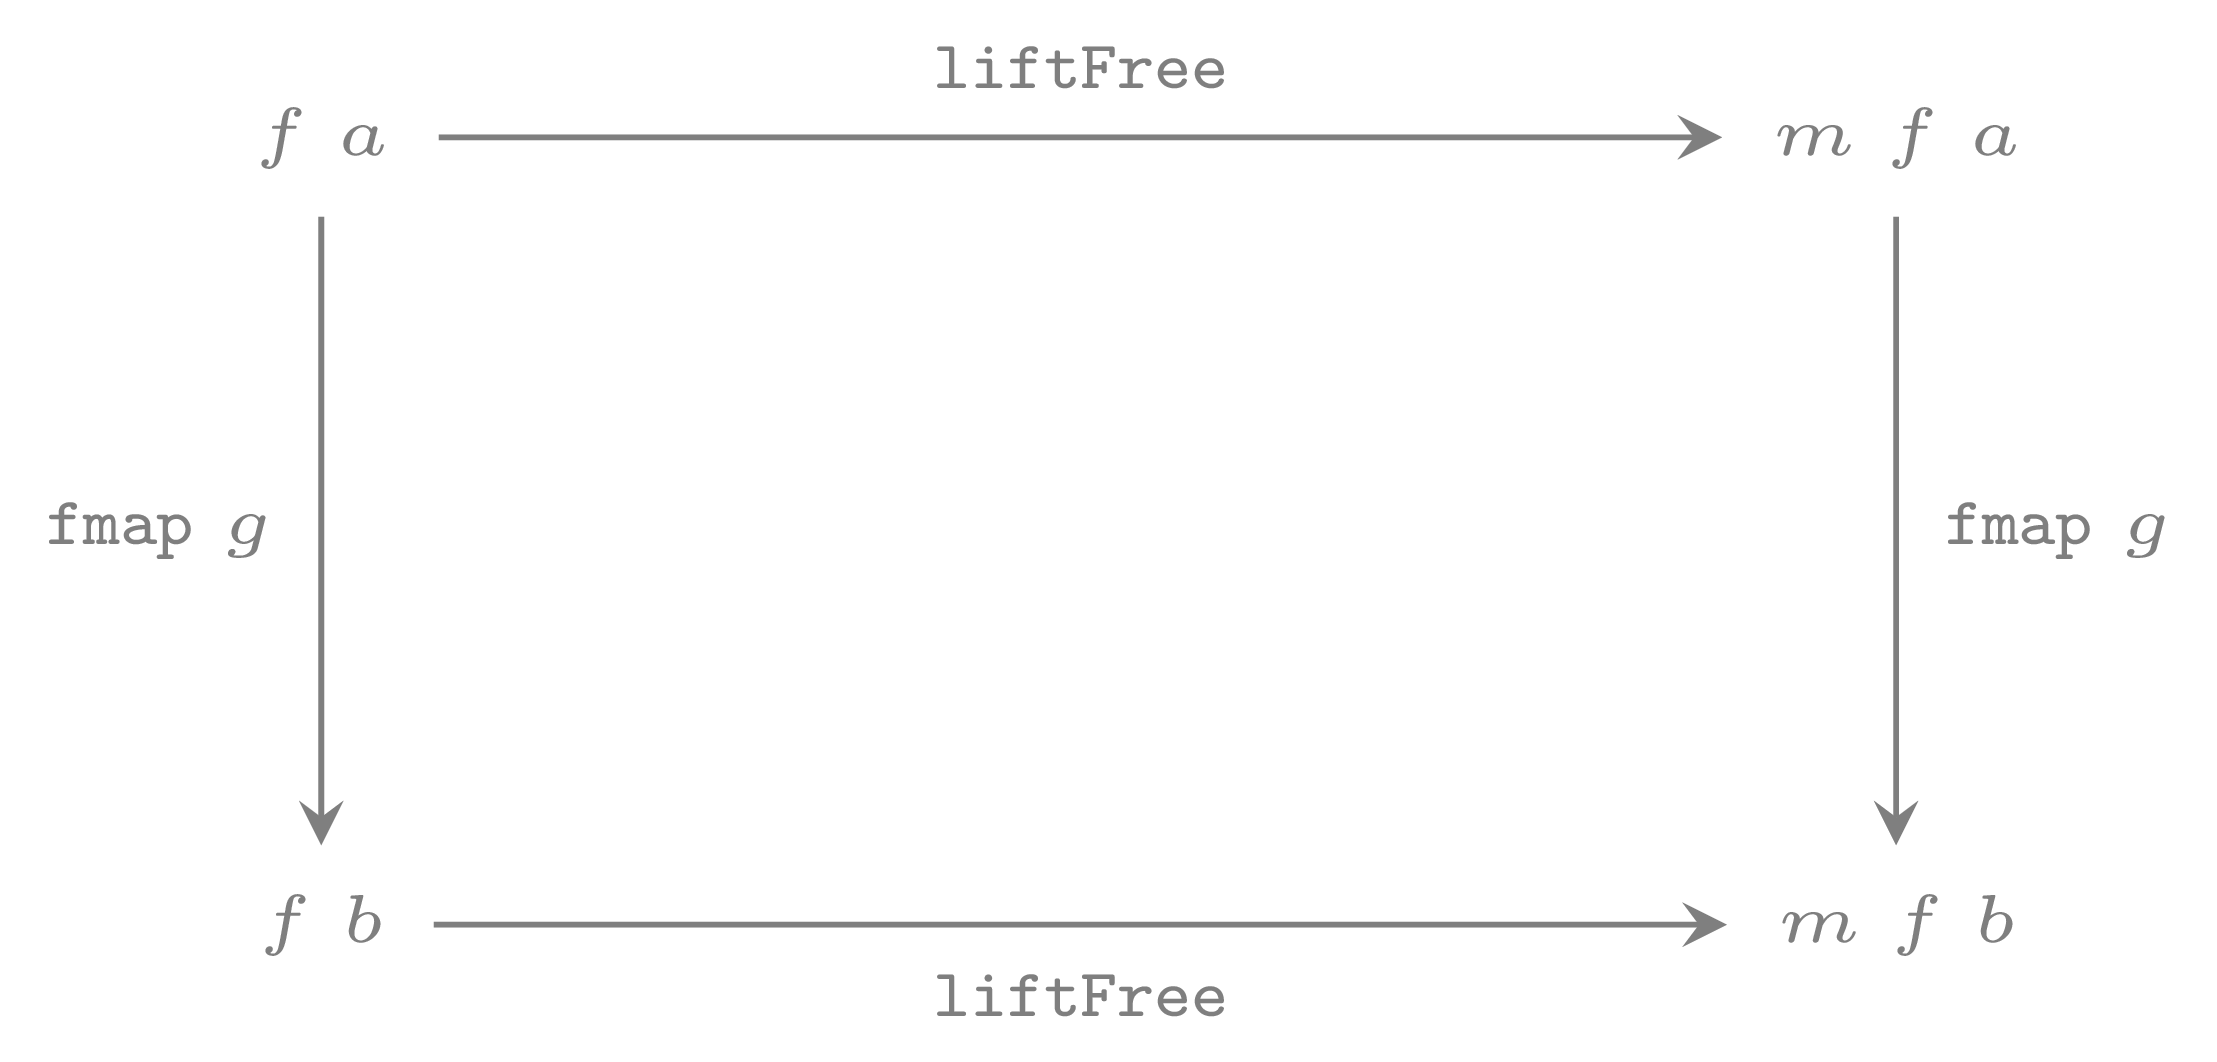 liftFree
f a
m f a
fmap g
fmap g
f b
m f b
liftFree